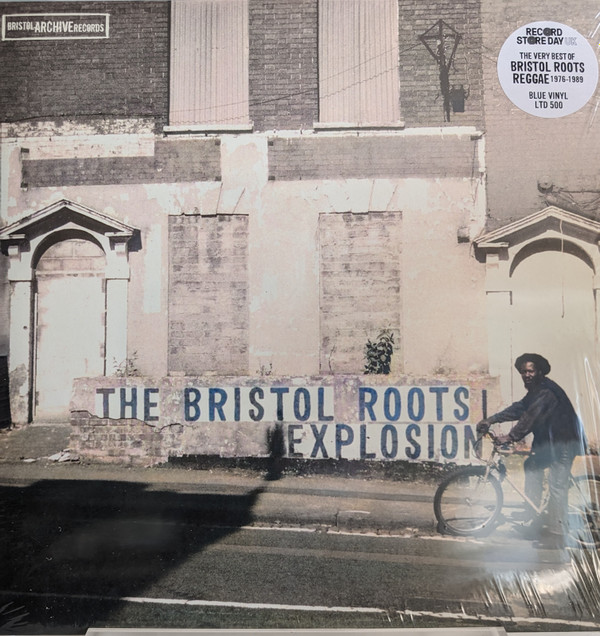 BRISTOL ARCHIVE RECORDS
RECORD
STORE DAY UK
THE VERY BEST OF
BRISTOL ROOTS
REGGAE 1976-1989
BLUE VINYL
LTD 500
THE BRISTOL ROOTS
EXPLOSION